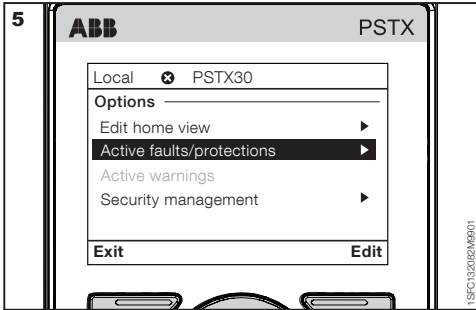 5
ABB PSTX
Local PSTX30
Options
Edit home view
Active faults/protections
Active warnings
Security management
Exit Edit
1SFC132082M9901